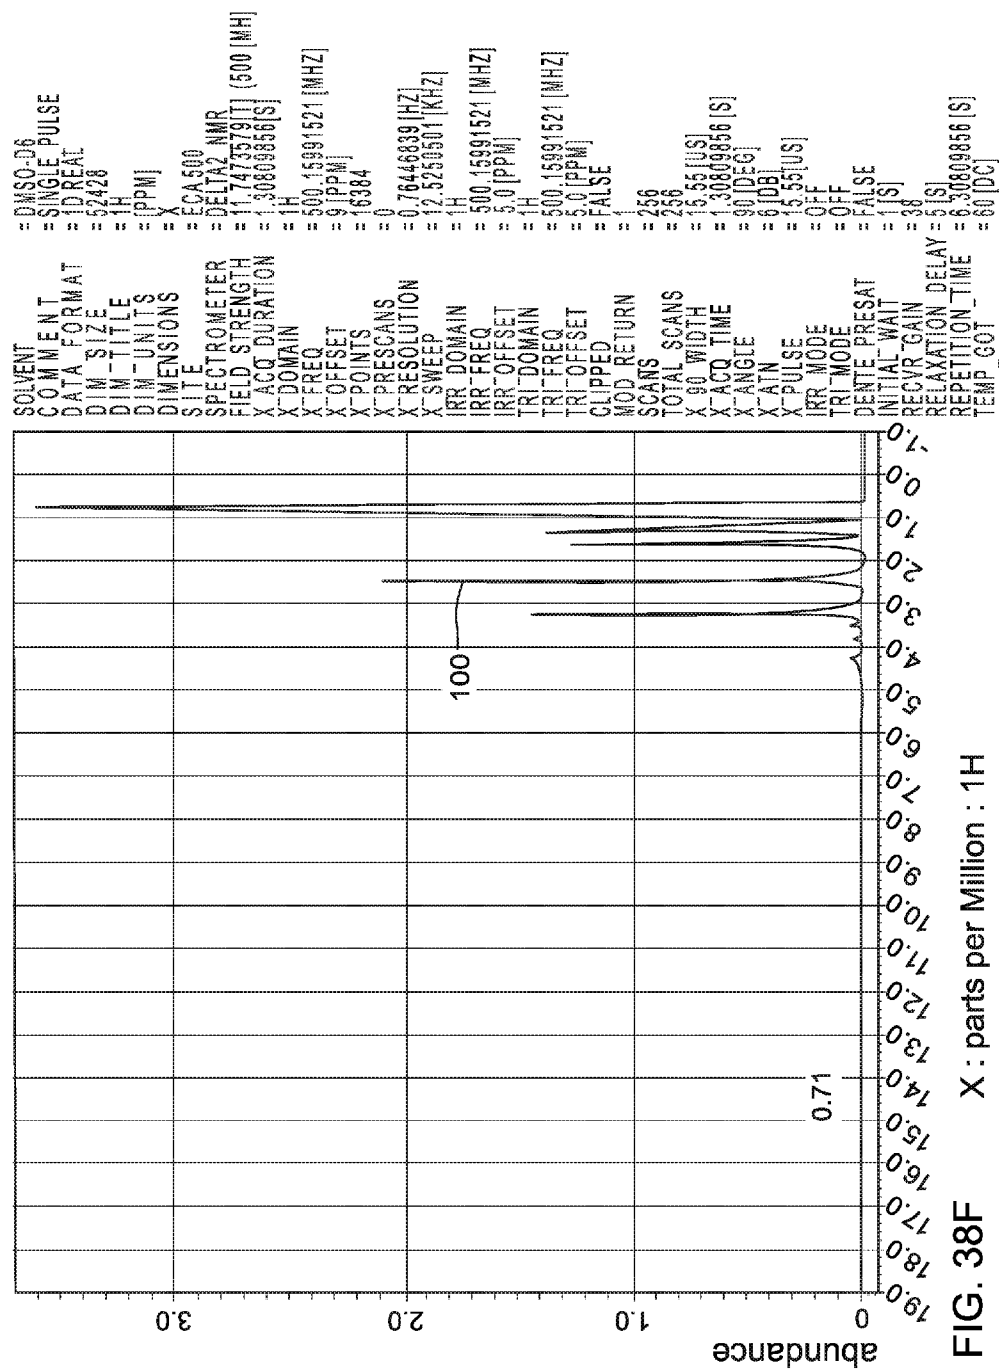 SOLVENT = DMSO-D6
COMMENT = SINGLE PULSE
DATA_FORMAT = 1D REAL
DIM_SIZE = 52428
DIM_TITLE = 1H
DIM_UNITS = [PPM]
DIMENSIONS = X
SITE = ECA 500
SPECTROMETER = DELTA2_NMR
FIELD_STRENGTH = 11.7473579[T] (500 [MH]
X_ACQ_DURATION = 1.30809856[S]
X_DOMAIN = 1H
X_FREQ = 500.15991521 [MHZ]
X_OFFSET = 9 [PPM]
X_POINTS = 16384
X_PRESCANS = 0
X_RESOLUTION = 0.76446839 [HZ]
X_SWEEP = 12.5250501 [KHZ]
IRR_DOMAIN = 1H
IRR_FREQ = 500.15991521 [MHZ]
IRR_OFFSET = 5.0 [PPM]
TRI_DOMAIN = 1H
TRI_FREQ = 500.15991521 [MHZ]
TRI_OFFSET = 5.0 [PPM]
CLIPPED = FALSE
MOD_RETURN = 1
SCANS = 256
TOTAL_SCANS = 256
X_90_WIDTH = 15.55[US]
X_ACQ_TIME = 1.30809856 [S]
X_ANGLE = 90 [DEG]
X_ATN = 6 [DB]
X_PULSE = 15.55[US]
IRR_MODE = OFF
TRI_MODE = OFF
DENTE_PRESAT = FALSE
INITIAL_WAIT = 1 [S]
RECVR_GAIN = 38
RELAXATION_DELAY = 5 [S]
REPETITION_TIME = 6.30809856 [S]
TEMP_GOT = 60 [DC]
abundance
3.0
2.0
1.0
0
100
0.71
19.0 18.0 17.0 16.0 15.0 14.0 13.0 12.0 11.0 10.0 9.0 8.0 7.0 6.0 5.0 4.0 3.0 2.0 1.0 0.0 -1.0
FIG. 38F
X : parts per Million : 1H